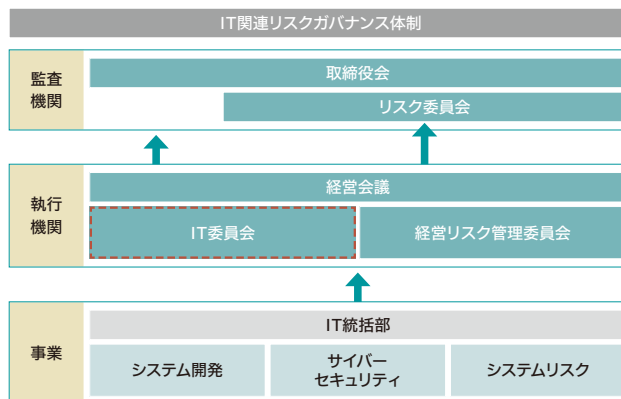 IT関連リスクガバナンス体制
監査
機関
取締役会
リスク委員会
執行
機関
経営会議
IT委員会
経営リスク管理委員会
事業
IT統括部
システム開発
サイバー
セキュリティ
システムリスク